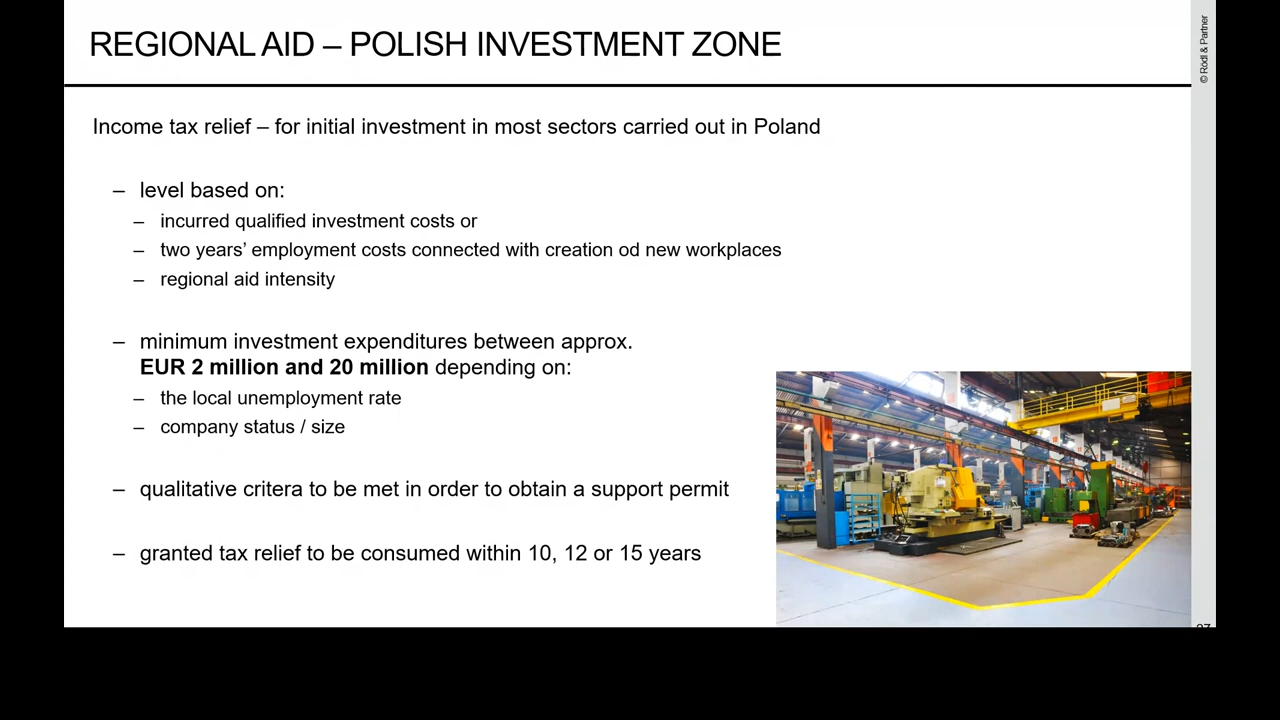 REGIONAL AID – POLISH INVESTMENT ZONE
© Rödl & Partner
Income tax relief – for initial investment in most sectors carried out in Poland
– level based on:
– incurred qualified investment costs or
– two years’ employment costs connected with creation od new workplaces
– regional aid intensity
– minimum investment expenditures between approx.
EUR 2 million and 20 million depending on:
– the local unemployment rate
– company status / size
– qualitative critera to be met in order to obtain a support permit
– granted tax relief to be consumed within 10, 12 or 15 years